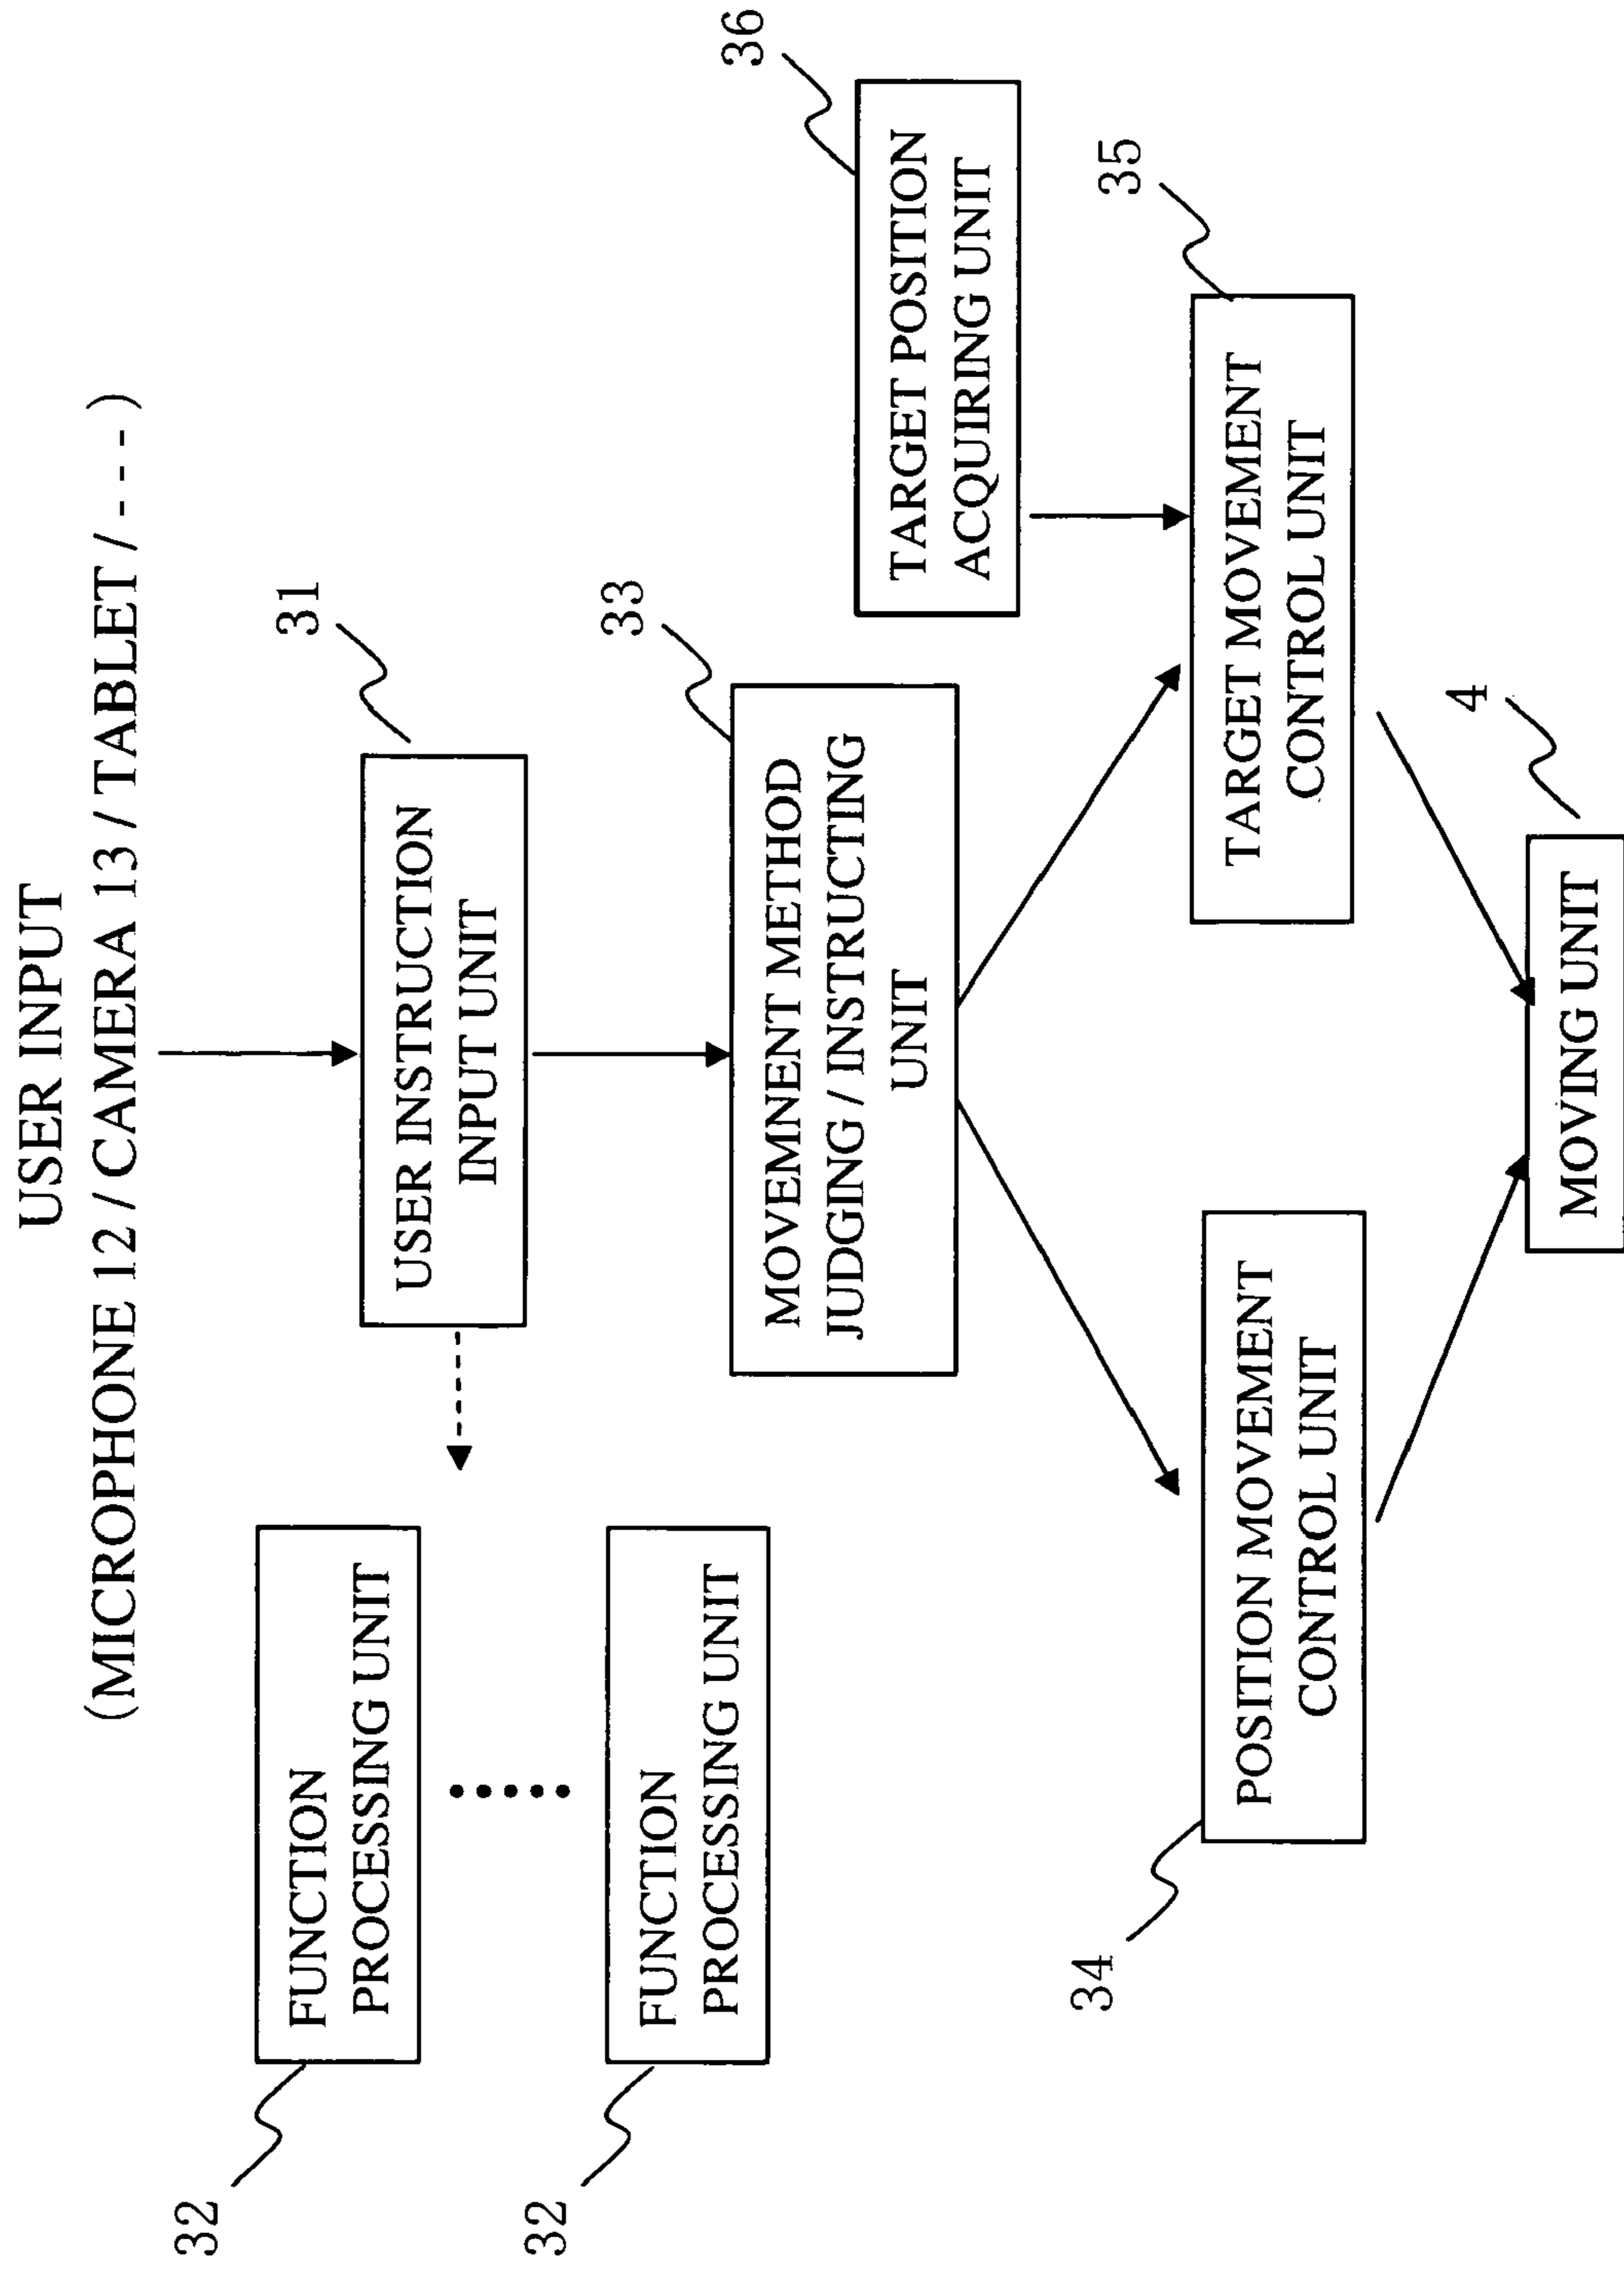 USER INPUT
(MICROPHONE 12 / CAMERA 13 / TABLET / - - - -)
31
USER INSTRUCTION
INPUT UNIT
32
FUNCTION
PROCESSING UNIT
32
FUNCTION
PROCESSING UNIT
33
MOVEMNENT METHOD
JUDGING / INSTRUCTING
UNIT
36
TARGET POSITION
ACQUIRING UNIT
35
TARGET MOVEMENT
CONTROL UNIT
34
POSITION MOVEMENT
CONTROL UNIT
4
MOVING UNIT